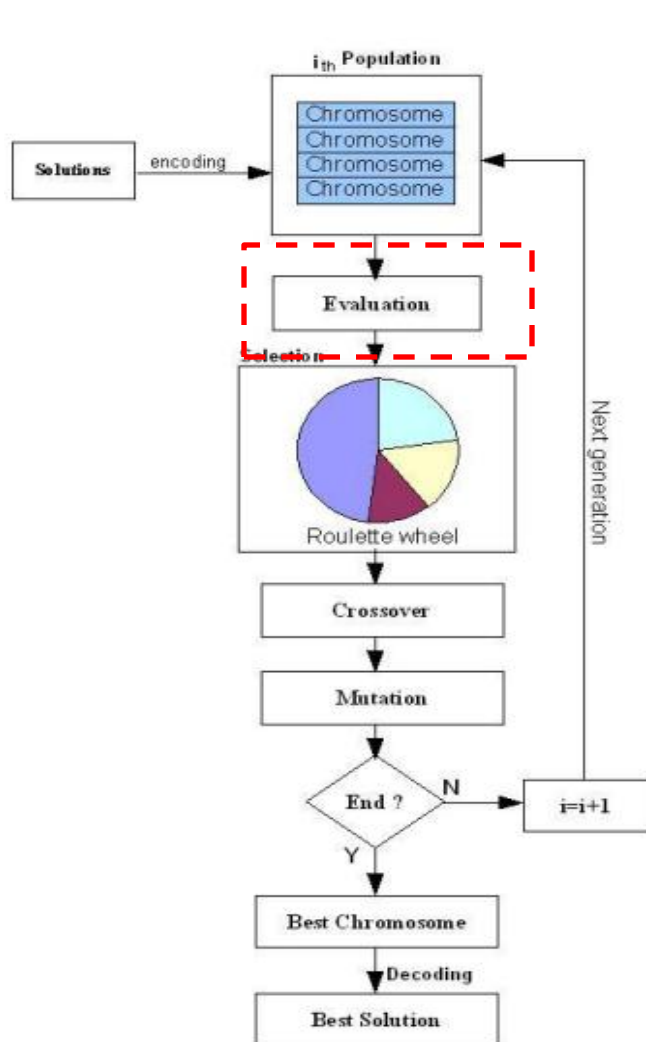 ith Population
Chromosome
Chromosome
Chromosome
Chromosome
Solutions
encoding
Evaluation
Selection
Roulette wheel
Next generation
Crossover
Mutation
End ?
N
i=i+1
Y
Best Chromosome
Decoding
Best Solution